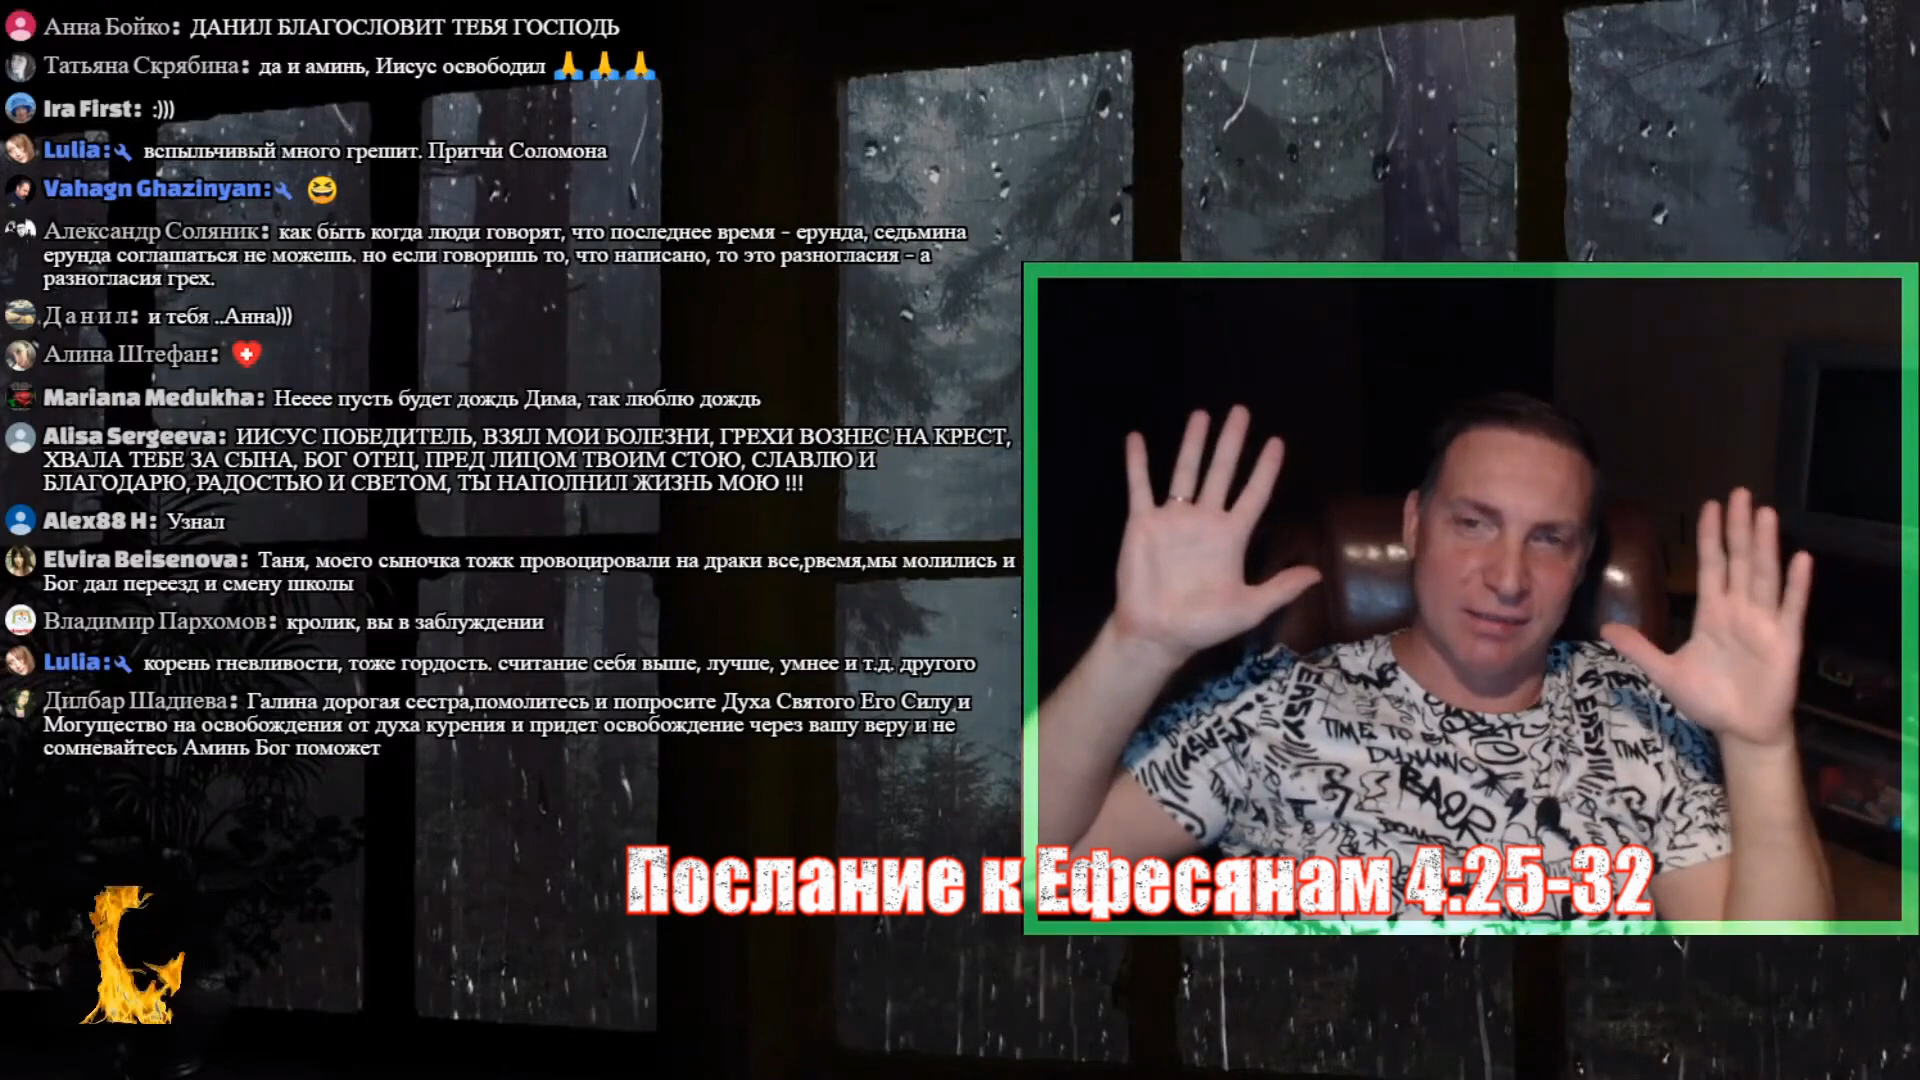 Анна Бойко: ДАНИЛ БЛАГОСЛОВИТ ТЕБЯ ГОСПОДЬ
Татьяна Скрябина: да и аминь, Иисус освободил 🙏 🙏 🙏
Ira First: :)))
Lulia: вспыльчивый много грешит. Притчи Соломона
Vahagn Ghazinyan: 😆
Александр Соляник: как быть когда люди говорят, что последнее время - ерунда, седьмина
ерунда соглашаться не можешь. но если говоришь то, что написано, то это разногласия - а
разногласия грех.
Данил: и тебя ..Анна)))
Алина Штефан:
Mariana Medukha: Нееее пусть будет дождь Дима, так люблю дождь
Alisa Sergeeva: ИИСУС ПОБЕДИТЕЛЬ, ВЗЯЛ МОИ БОЛЕЗНИ, ГРЕХИ ВОЗНЕС НА КРЕСТ,
ХВАЛА ТЕБЕ ЗА СЫНА, БОГ ОТЕЦ, ПРЕД ЛИЦОМ ТВОИМ СТОЮ, СЛАВЛЮ И
БЛАГОДАРЮ, РАДОСТЬЮ И СВЕТОМ, ТЫ НАПОЛНИЛ ЖИЗНЬ МОЮ !!!
Alex88 H: Узнал
Elvira Beisenova: Таня, моего сыночка тожк провоцировали на драки все,рвемя,мы молились и
Бог дал переезд и смену школы
Владимир Пархомов: кролик, вы в заблуждении
Lulia: корень гневливости, тоже гордость. считание себя выше, лучше, умнее и т.д. другого
Дилбар Шадиева: Галина дорогая сестра,помолитесь и попросите Духа Святого Его Силу и
Могущество на освобождения от духа курения и придет освобождение через вашу веру и не
сомневайтесь Аминь Бог поможет
EASY
TIME TO B
DYNAMIC
EASY
TIME
Послание к Ефесянам 4:25-32